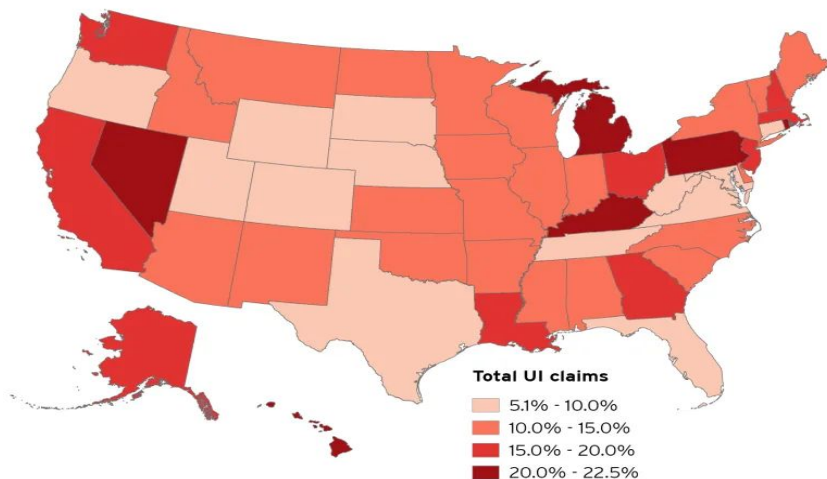 Total UI claims
5.1% - 10.0%
10.0% - 15.0%
15.0% - 20.0%
20.0% - 22.5%